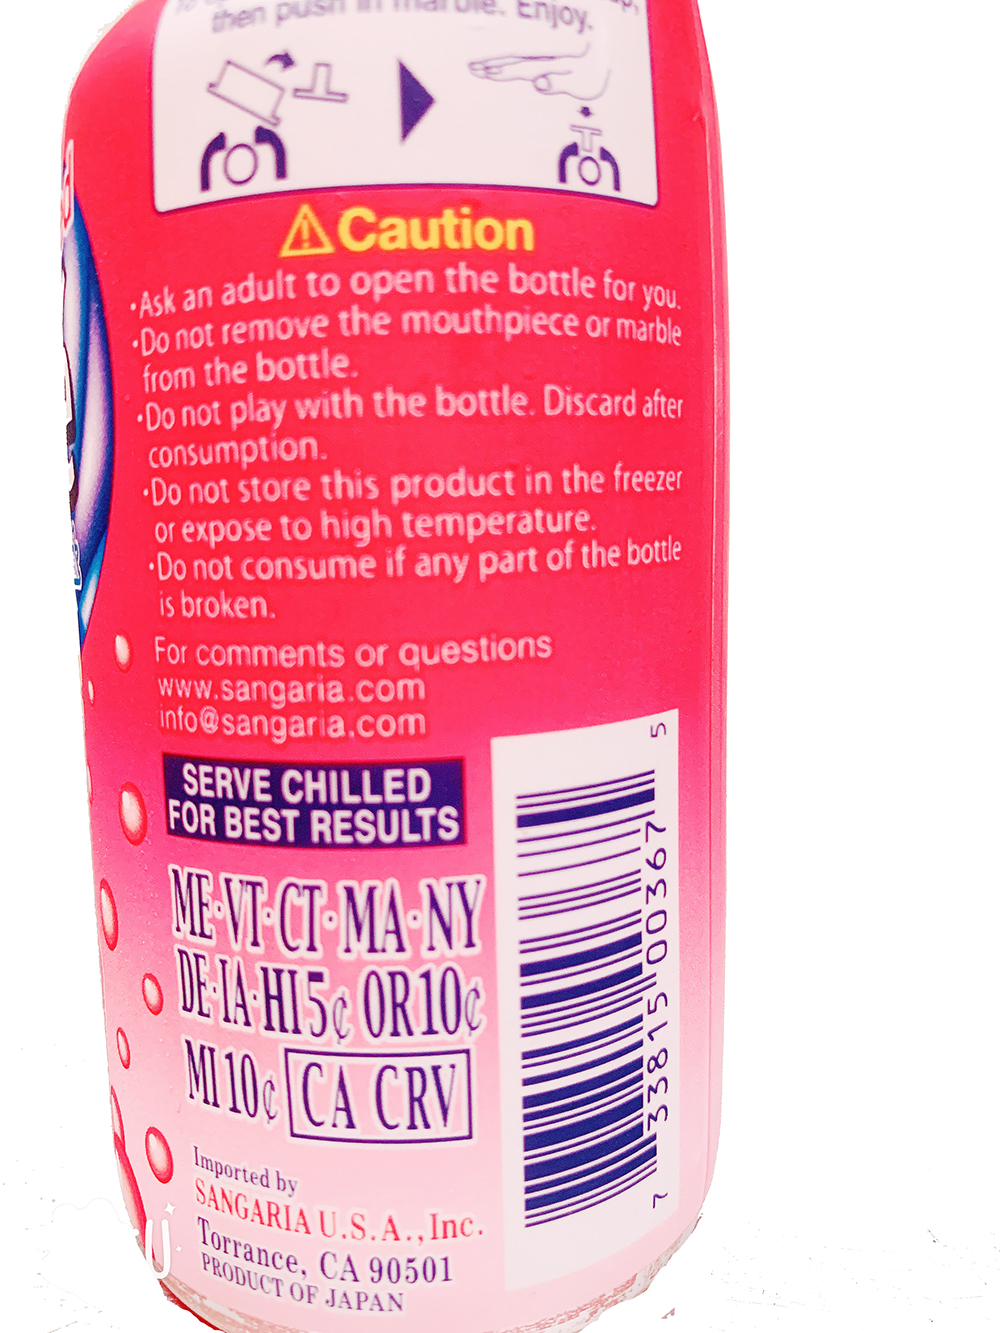 then push in marble. Enjoy.
⚠Caution
·Ask an adult to open the bottle for you.
·Do not remove the mouthpiece or marble
from the bottle.
·Do not play with the bottle. Discard after
consumption.
·Do not store this product in the freezer
or expose to high temperature.
·Do not consume if any part of the bottle
is broken.
For comments or questions
www.sangaria.com
info@sangaria.com
SERVE CHILLED
FOR BEST RESULTS
ME·VT·CT·MA·NY
DE·IA·HI5¢ OR10¢
MI10¢ CA CRV
Imported by
SANGARIA U.S.A.,Inc.
Torrance, CA 90501
PRODUCT OF JAPAN
7 33815 00367 5